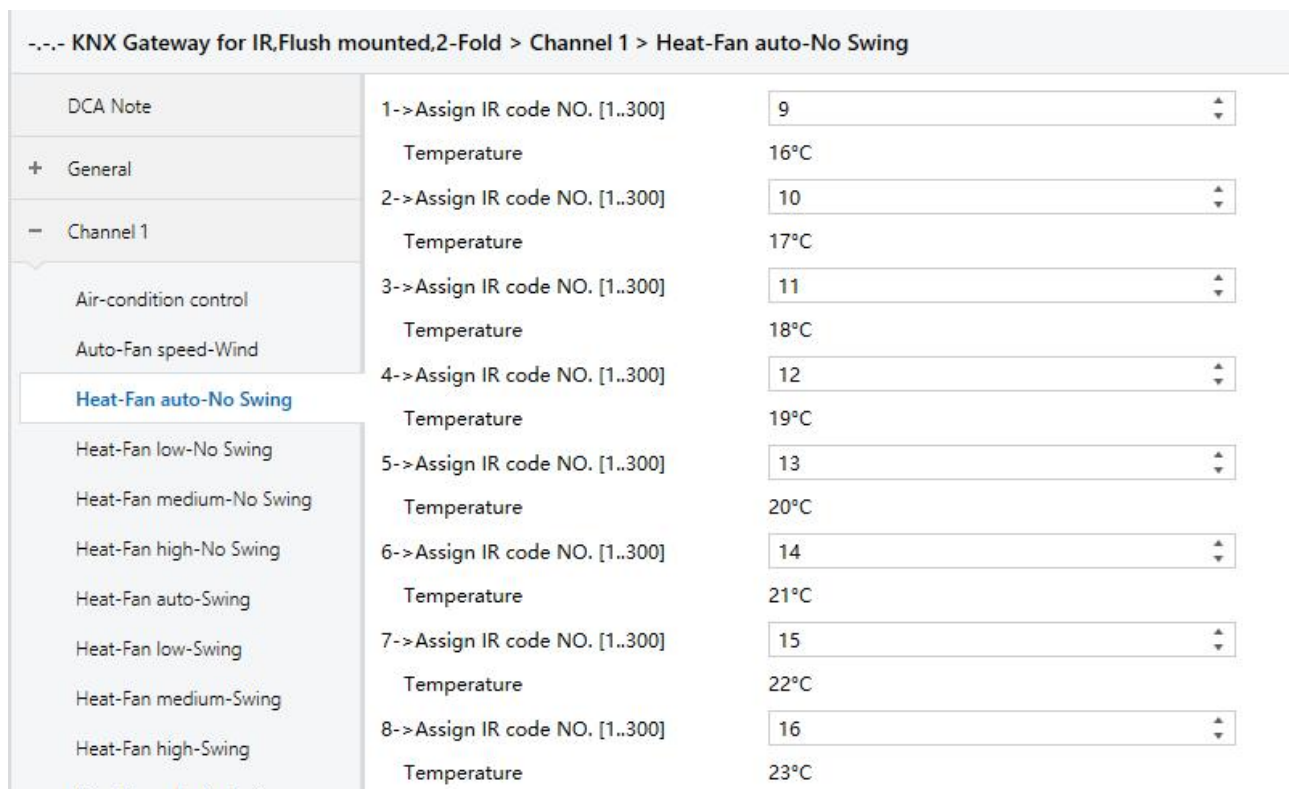 -.-.- KNX Gateway for IR,Flush mounted,2-Fold > Channel 1 > Heat-Fan auto-No Swing
DCA Note
+ General
− Channel 1
Air-condition control
Auto-Fan speed-Wind
Heat-Fan auto-No Swing
Heat-Fan low-No Swing
Heat-Fan medium-No Swing
Heat-Fan high-No Swing
Heat-Fan auto-Swing
Heat-Fan low-Swing
Heat-Fan medium-Swing
Heat-Fan high-Swing
1->Assign IR code NO. [1..300] 9
Temperature 16°C
2->Assign IR code NO. [1..300] 10
Temperature 17°C
3->Assign IR code NO. [1..300] 11
Temperature 18°C
4->Assign IR code NO. [1..300] 12
Temperature 19°C
5->Assign IR code NO. [1..300] 13
Temperature 20°C
6->Assign IR code NO. [1..300] 14
Temperature 21°C
7->Assign IR code NO. [1..300] 15
Temperature 22°C
8->Assign IR code NO. [1..300] 16
Temperature 23°C